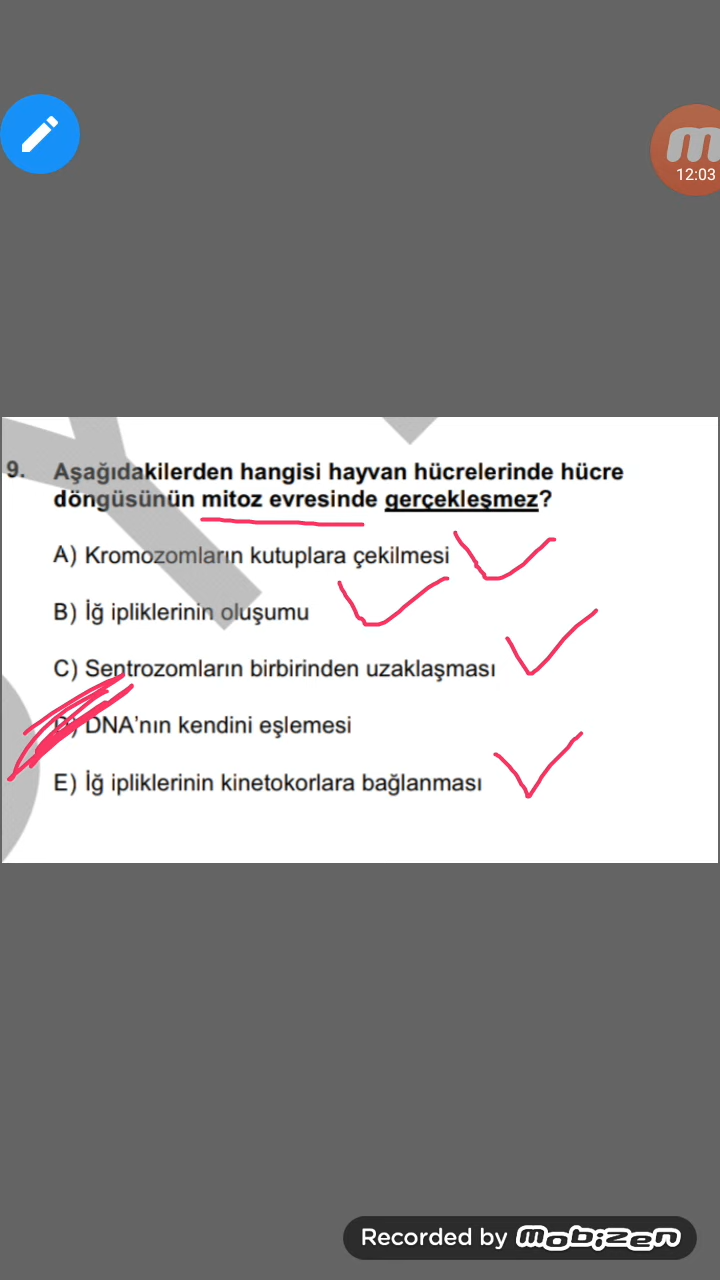 12:03
9. Aşağıdakilerden hangisi hayvan hücrelerinde hücre
döngüsünün mitoz evresinde gerçekleşmez?
A) Kromozomların kutuplara çekilmesi
B) İğ ipliklerinin oluşumu
C) Sentrozomların birbirinden uzaklaşması
D) DNA'nın kendini eşlemesi
E) İğ ipliklerinin kinetokorlara bağlanması
Recorded by mobizen